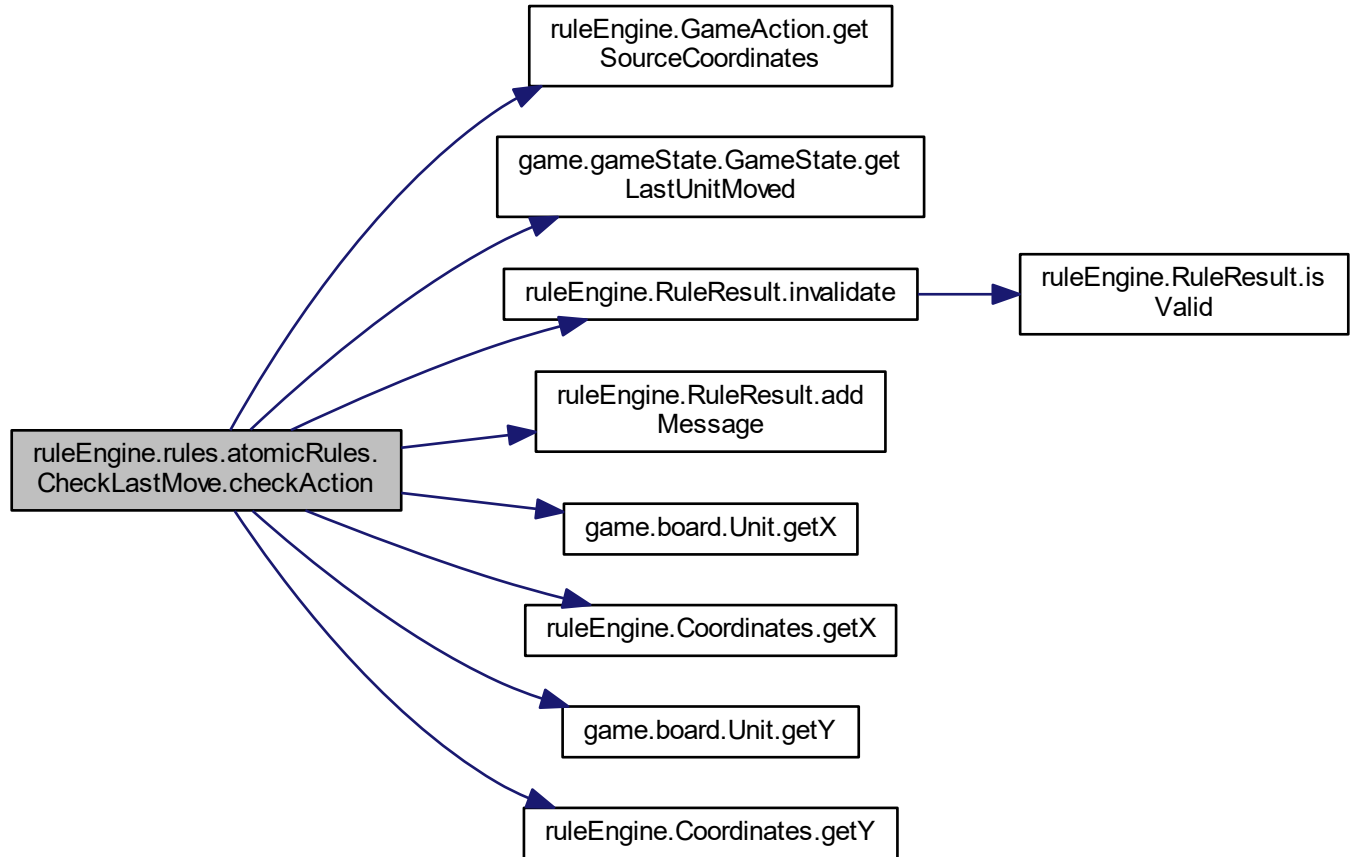 ruleEngine.GameAction.get
SourceCoordinates
game.gameState.GameState.get
LastUnitMoved
ruleEngine.RuleResult.invalidate
ruleEngine.RuleResult.is
Valid
ruleEngine.RuleResult.add
Message
ruleEngine.rules.atomicRules.
CheckLastMove.checkAction
game.board.Unit.getX
ruleEngine.Coordinates.getX
game.board.Unit.getY
ruleEngine.Coordinates.getY